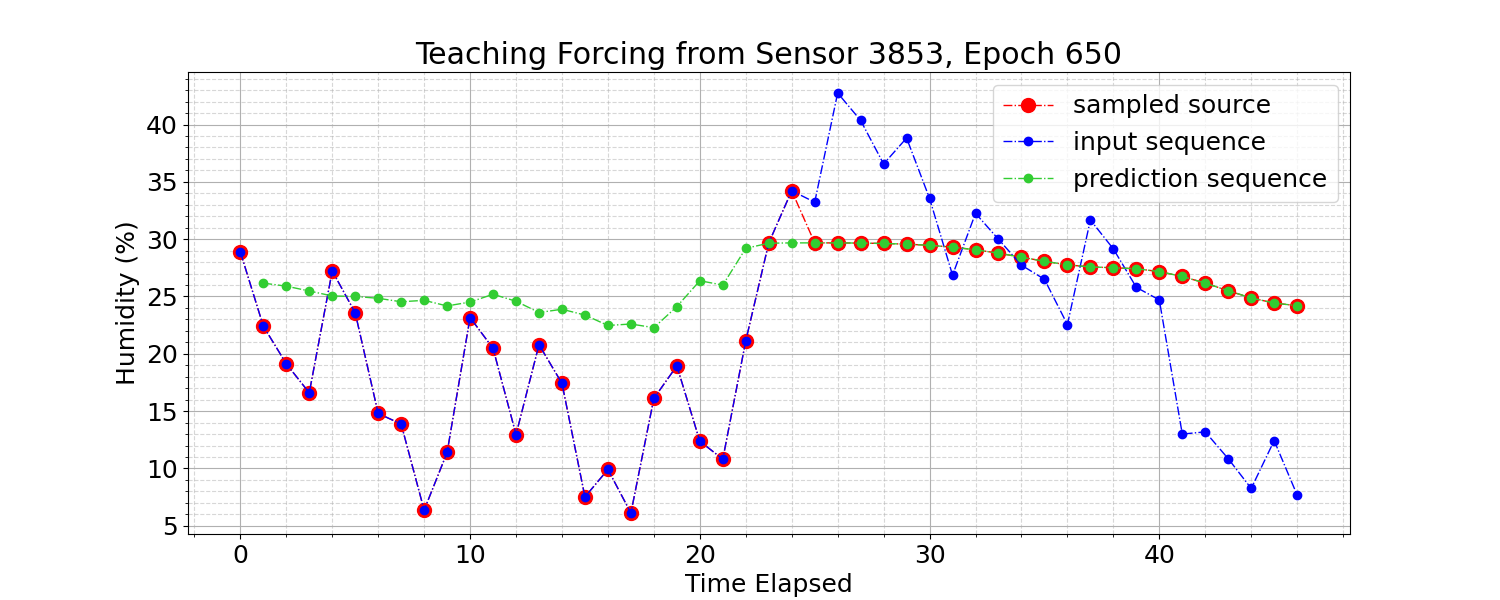 Teaching Forcing from Sensor 3853, Epoch 650
sampled source
input sequence
prediction sequence
Humidity (%)
40
35
30
25
20
15
10
5
0 10 20 30 40
Time Elapsed